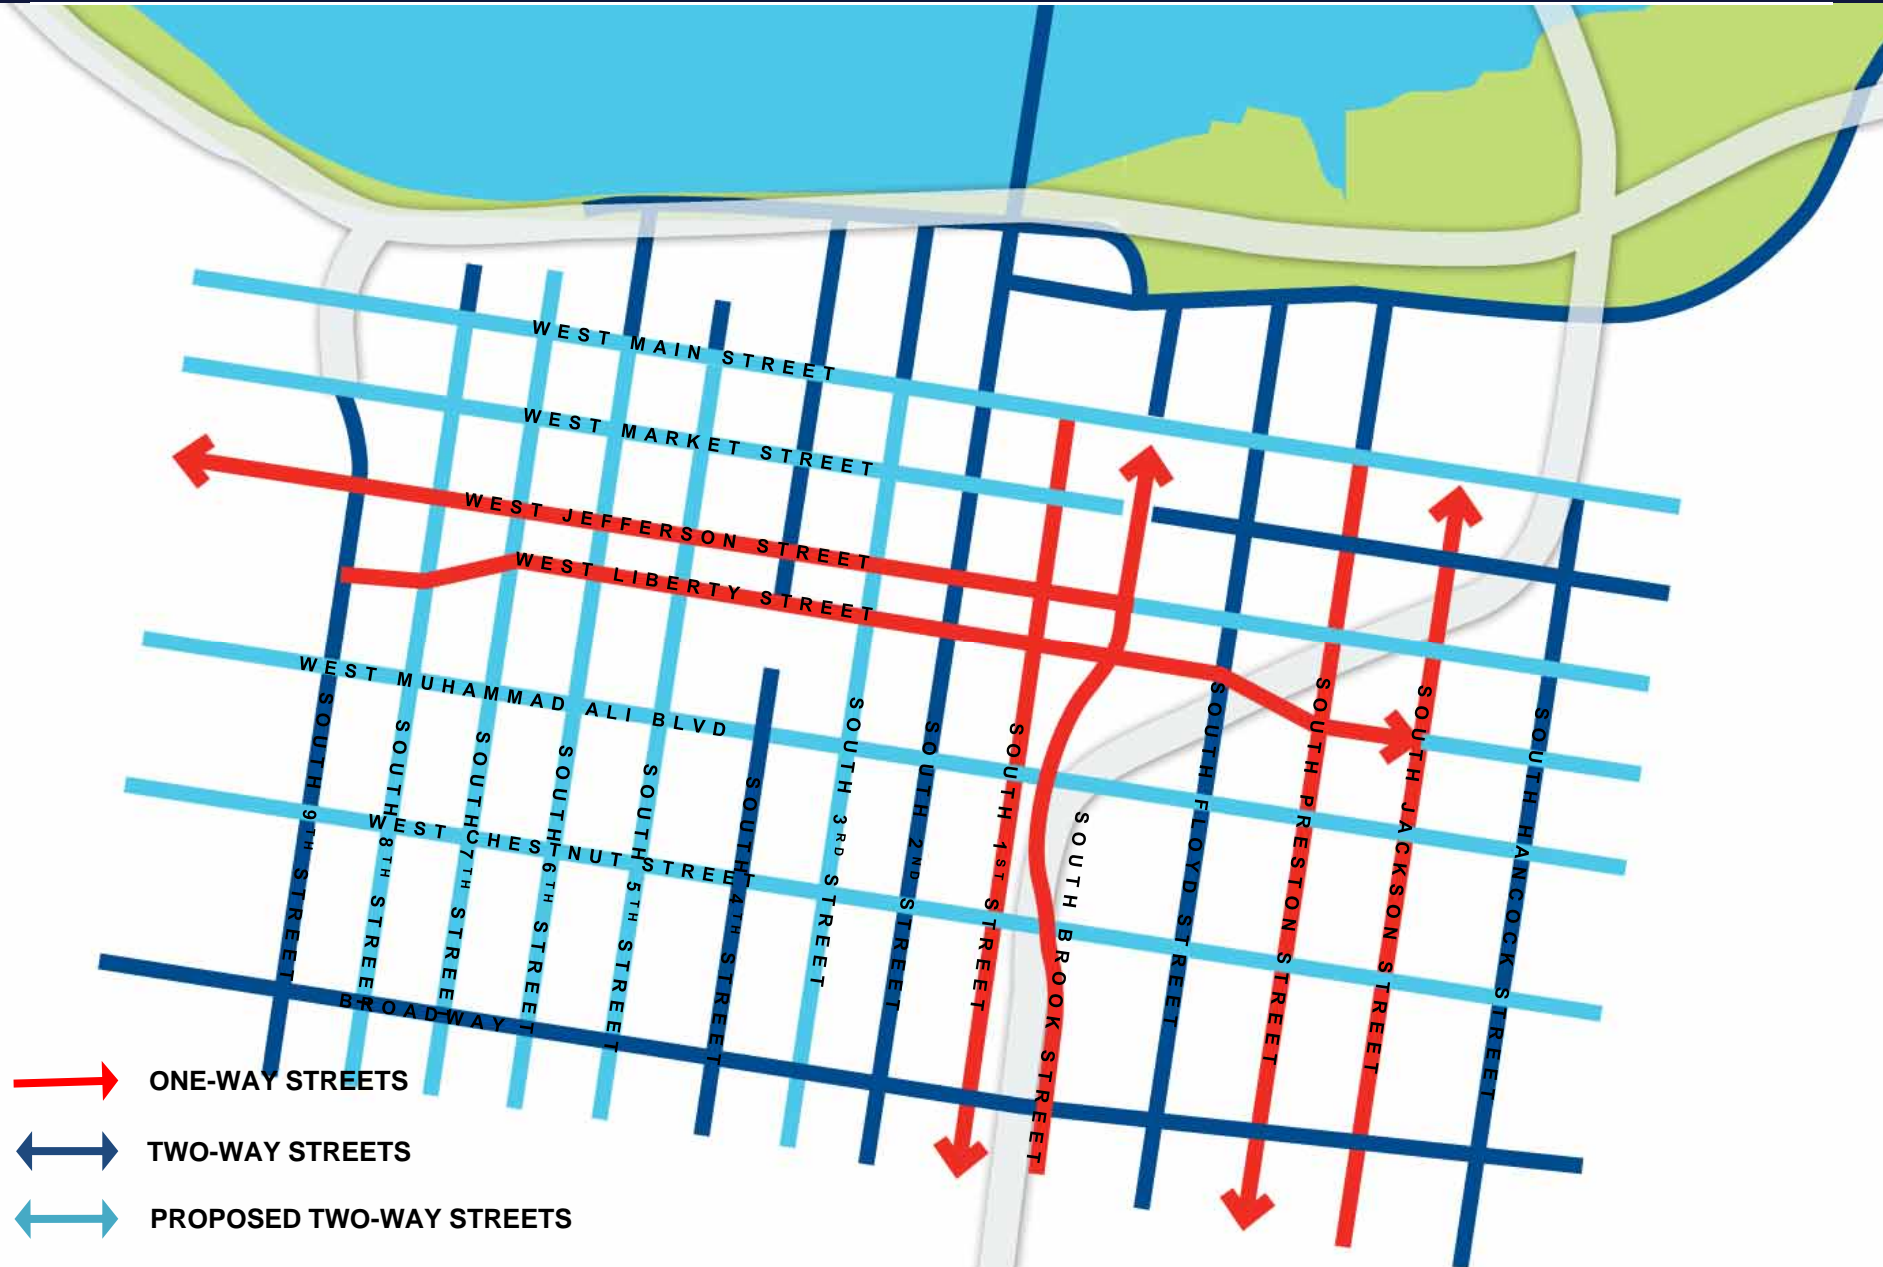 WEST MAIN STREET
WEST MARKET STREET
WEST JEFFERSON STREET
WEST LIBERTY STREET
WEST MUHAMMAD ALI BLVD
WEST CHESTNUT STREET
BROADWAY
SOUTH 9TH STREET
SOUTH 8TH STREET
SOUTH 7TH STREET
SOUTH 6TH STREET
SOUTH 5TH STREET
SOUTH 4TH STREET
SOUTH 3RD STREET
SOUTH 2ND STREET
SOUTH 1ST STREET
SOUTH BROOK STREET
SOUTH FLOYD STREET
SOUTH PRESTON STREET
SOUTH JACKSON STREET
SOUTH HANCOCK STREET
ONE-WAY STREETS
TWO-WAY STREETS
PROPOSED TWO-WAY STREETS